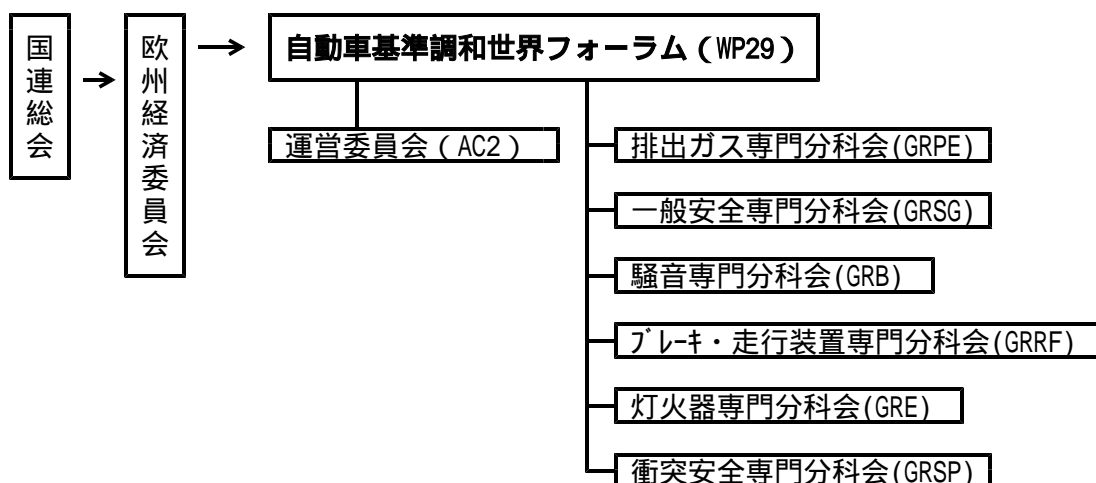 国連総会
欧州経済委員会
自動車基準調和世界フォーラム（WP29）
運営委員会（AC2）
排出ガス専門分科会(GRPE)
一般安全専門分科会(GRSG)
騒音専門分科会(GRB)
ﾌﾞﾚｰｷ・走行装置専門分科会(GRRF)
灯火器専門分科会(GRE)
衝突安全専門分科会(GRSP)